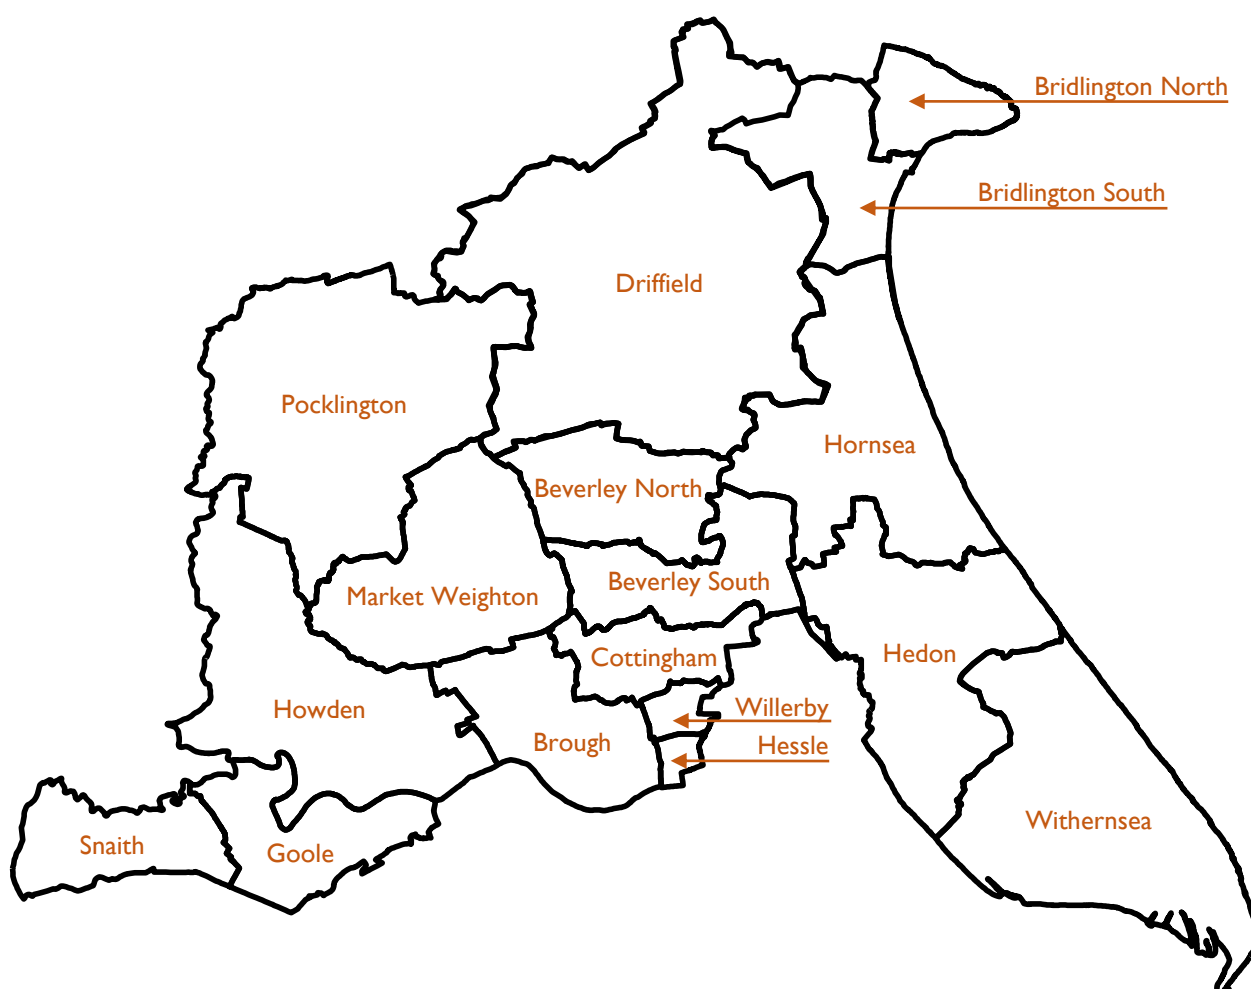 Bridlington North
Bridlington South
Driffield
Pocklington
Hornsea
Beverley North
Beverley South
Market Weighton
Cottingham
Hedon
Howden
Willerby
Brough
Hessle
Withernsea
Snaith
Goole